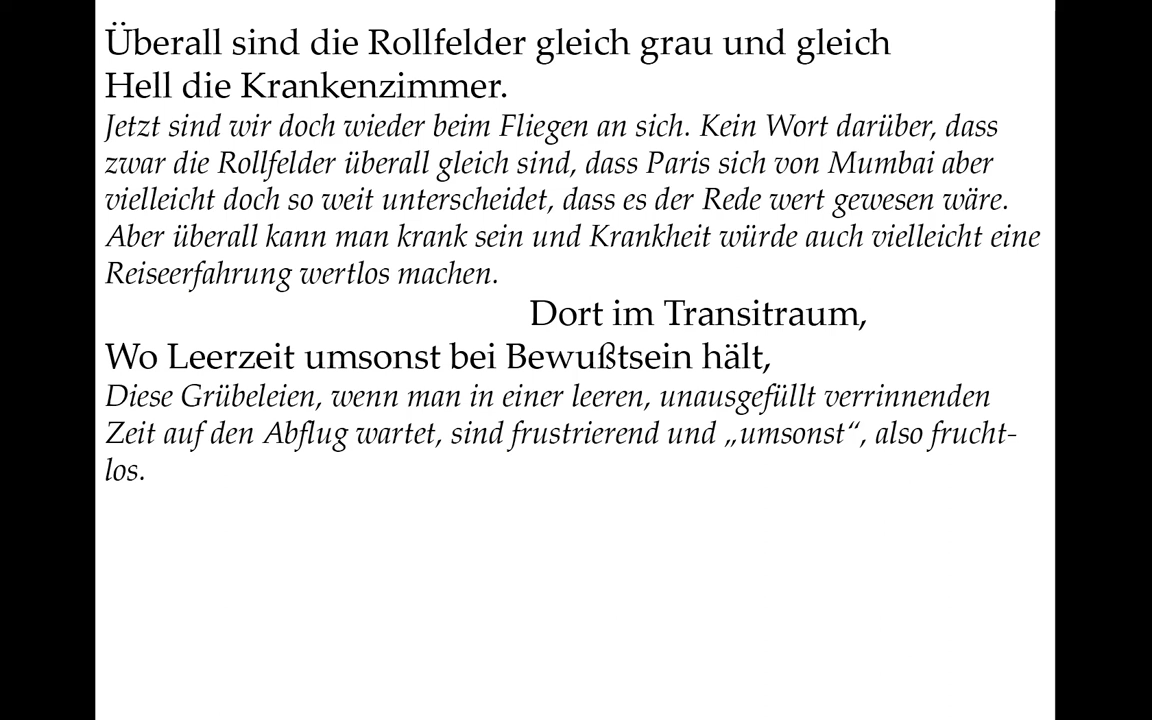 Überall sind die Rollfelder gleich grau und gleich
Hell die Krankenzimmer.
Jetzt sind wir doch wieder beim Fliegen an sich. Kein Wort darüber, dass
zwar die Rollfelder überall gleich sind, dass Paris sich von Mumbai aber
vielleicht doch so weit unterscheidet, dass es der Rede wert gewesen wäre.
Aber überall kann man krank sein und Krankheit würde auch vielleicht eine
Reiseerfahrung wertlos machen.
Dort im Transitraum,
Wo Leerzeit umsonst bei Bewußtsein hält,
Diese Grübeleien, wenn man in einer leeren, unausgefüllt verrinnenden
Zeit auf den Abflug wartet, sind frustrierend und „umsonst“, also frucht-
los.